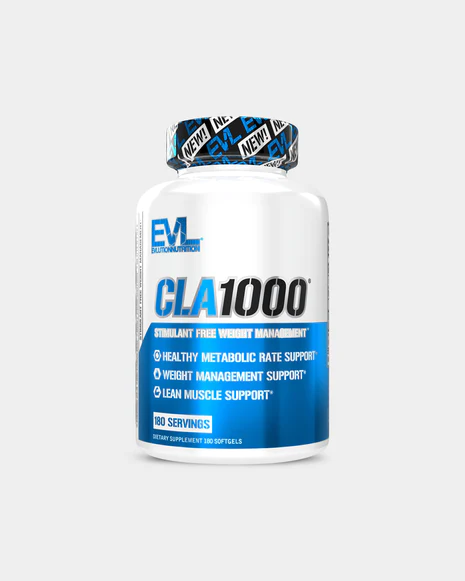 NEW!
NEW!
EVL
EVL
EVLUTIONNUTRITION
CLA1000®
STIMULANT FREE WEIGHT MANAGEMENT
HEALTHY METABOLIC RATE SUPPORT
WEIGHT MANAGEMENT SUPPORT
LEAN MUSCLE SUPPORT
180 SERVINGS
DIETARY SUPPLEMENT 180 SOFTGELS